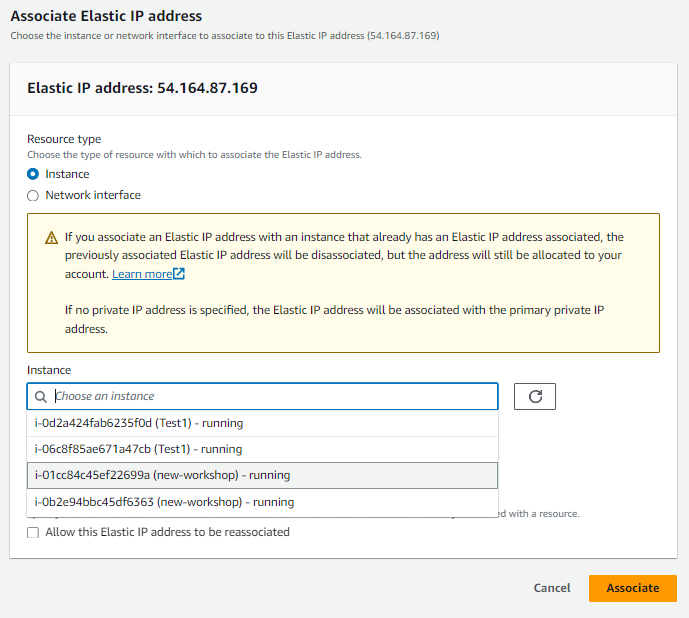 Associate Elastic IP address
Choose the instance or network interface to associate to this Elastic IP address (54.164.87.169)
Elastic IP address: 54.164.87.169
Resource type
Choose the type of resource with which to associate the Elastic IP address.
Instance
Network interface
If you associate an Elastic IP address with an instance that already has an Elastic IP address associated, the
previously associated Elastic IP address will be disassociated, but the address will still be allocated to your
account. Learn more
If no private IP address is specified, the Elastic IP address will be associated with the primary private IP
address.
Instance
Choose an instance
i-0d2a424fab6235f0d (Test1) - running
i-06c8f85ae671a47cb (Test1) - running
i-01cc84c45ef22699a (new-workshop) - running
i-0b2e94bbc45df6363 (new-workshop) - running
ed with a resource.
Allow this Elastic IP address to be reassociated
Cancel
Associate